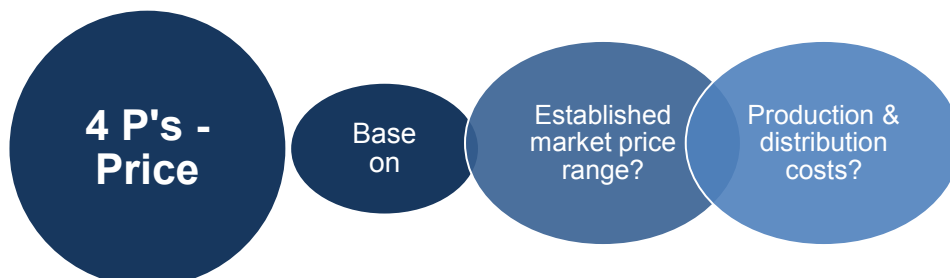 4 P's -
Price
Base
on
Established
market price
range?
Production &
distribution
costs?